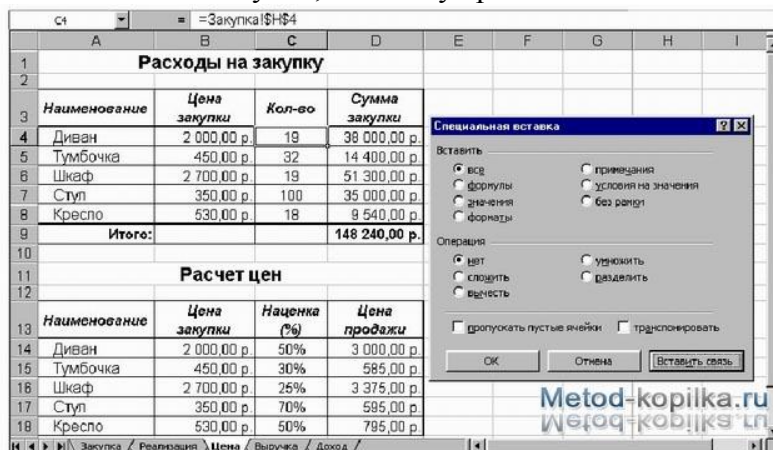 C4 = =Закупка!$H$4
A B C D E F G H I
1 Расходы на закупку
2
3 Наименование Цена закупки Кол-во Сумма закупки
4 Диван 2 000,00 р. 19 38 000,00 р.
5 Тумбочка 450,00 р. 32 14 400,00 р.
6 Шкаф 2 700,00 р. 19 51 300,00 р.
7 Стул 350,00 р. 100 35 000,00 р.
8 Кресло 530,00 р. 18 9 540,00 р.
9 Итого: 148 240,00 р.
10
11 Расчет цен
12
13 Наименование Цена закупки Наценка (%) Цена продажи
14 Диван 2 000,00 р. 50% 3 000,00 р.
15 Тумбочка 450,00 р. 30% 585,00 р.
16 Шкаф 2 700,00 р. 25% 3 375,00 р.
17 Стул 350,00 р. 70% 595,00 р.
18 Кресло 530,00 р. 50% 795,00 р.
Закупка / Реализация \ Цена / Выручка / Доход /
Специальная вставка
Вставить
все примечания
формулы условия на значения
значения без рамки
форматы
Операция
нет умножить
сложить разделить
вычесть
пропускать пустые ячейки транспонировать
ОК Отмена Вставить связь
Metod-kopilka.ru